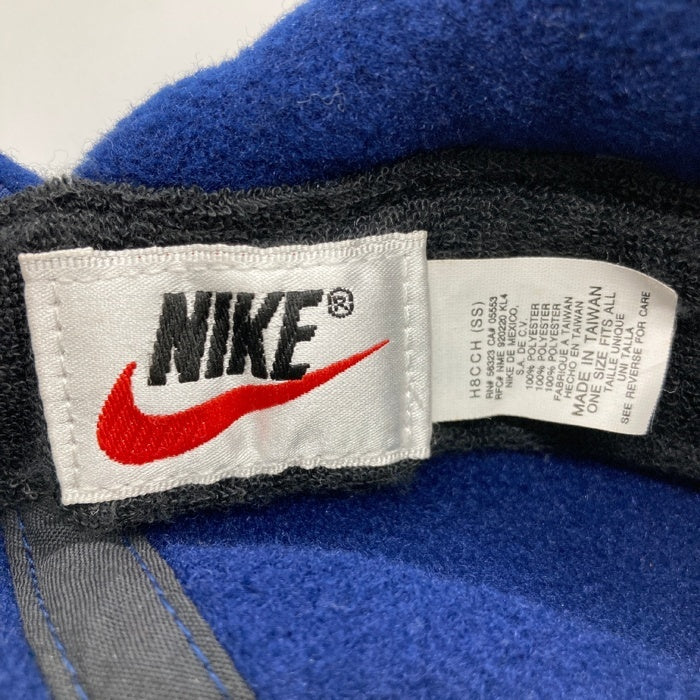 NIKE®
H8CCH (SS)
RN# 56323 CA# 05553
RFC# NME 920220 KL4
NIKE DE MEXICO,
S.A. DE C.V.
100% POLYESTER
100% POLYESTER
100% POLYESTER
FABRIQUE A TAIWAN
HECHO EN TAIWAN
MADE IN TAIWAN
ONE SIZE FITS ALL
TAILLE UNIQUE
UNI TALLA
SEE REVERSE FOR CARE